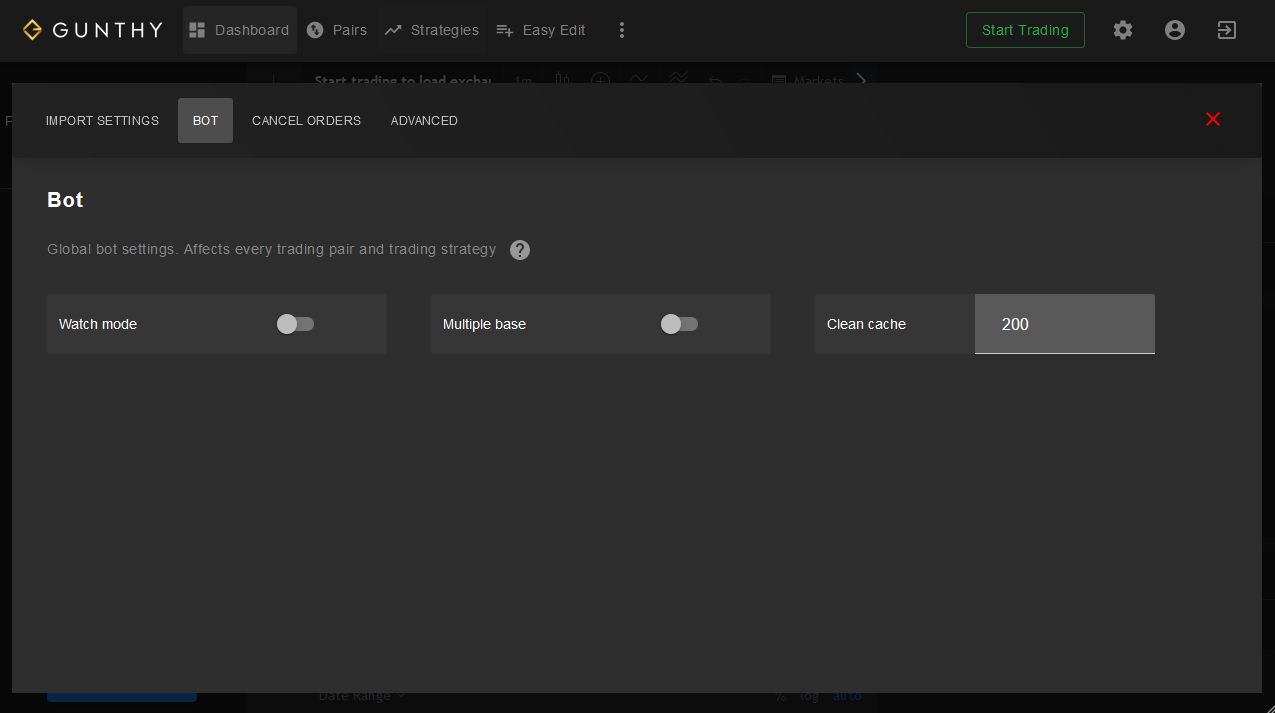 GUNTHY
Dashboard
Pairs
Strategies
Easy Edit
Start Trading
Start trading to load exchan
1m
Markets
IMPORT SETTINGS
BOT
CANCEL ORDERS
ADVANCED
Bot
Global bot settings. Affects every trading pair and trading strategy
?
Watch mode
Multiple base
Clean cache
200
Date Range
%
log
auto